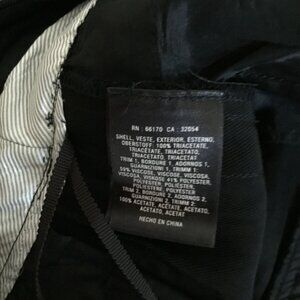 RN : 66170 CA : 32054
SHELL, VESTE, EXTERIOR, ESTERNO,
OBERSTOFF: 100% TRIACETATE,
TRIACÉTATE, TRIACETATO,
TRIACETATO, TRIACETAT
TRIM 1, BORDURE 1, ADORNOS 1,
GUARNIZIONI 1, TRIMM 1:
59% VISCOSE, VISCOSE, VISCOSA,
VISCOSA, VISKOSE 41% POLYESTER,
POLYESTER, POLIÉSTER,
POLIESTERE, POLYESTER
TRIM 2, BORDURE 2, ADORNOS 2,
GUARNIZIONI 2, TRIMM 2:
100% ACETATE, ACÉTATE, ACETATO,
ACETATO, ACETAT
HECHO EN CHINA